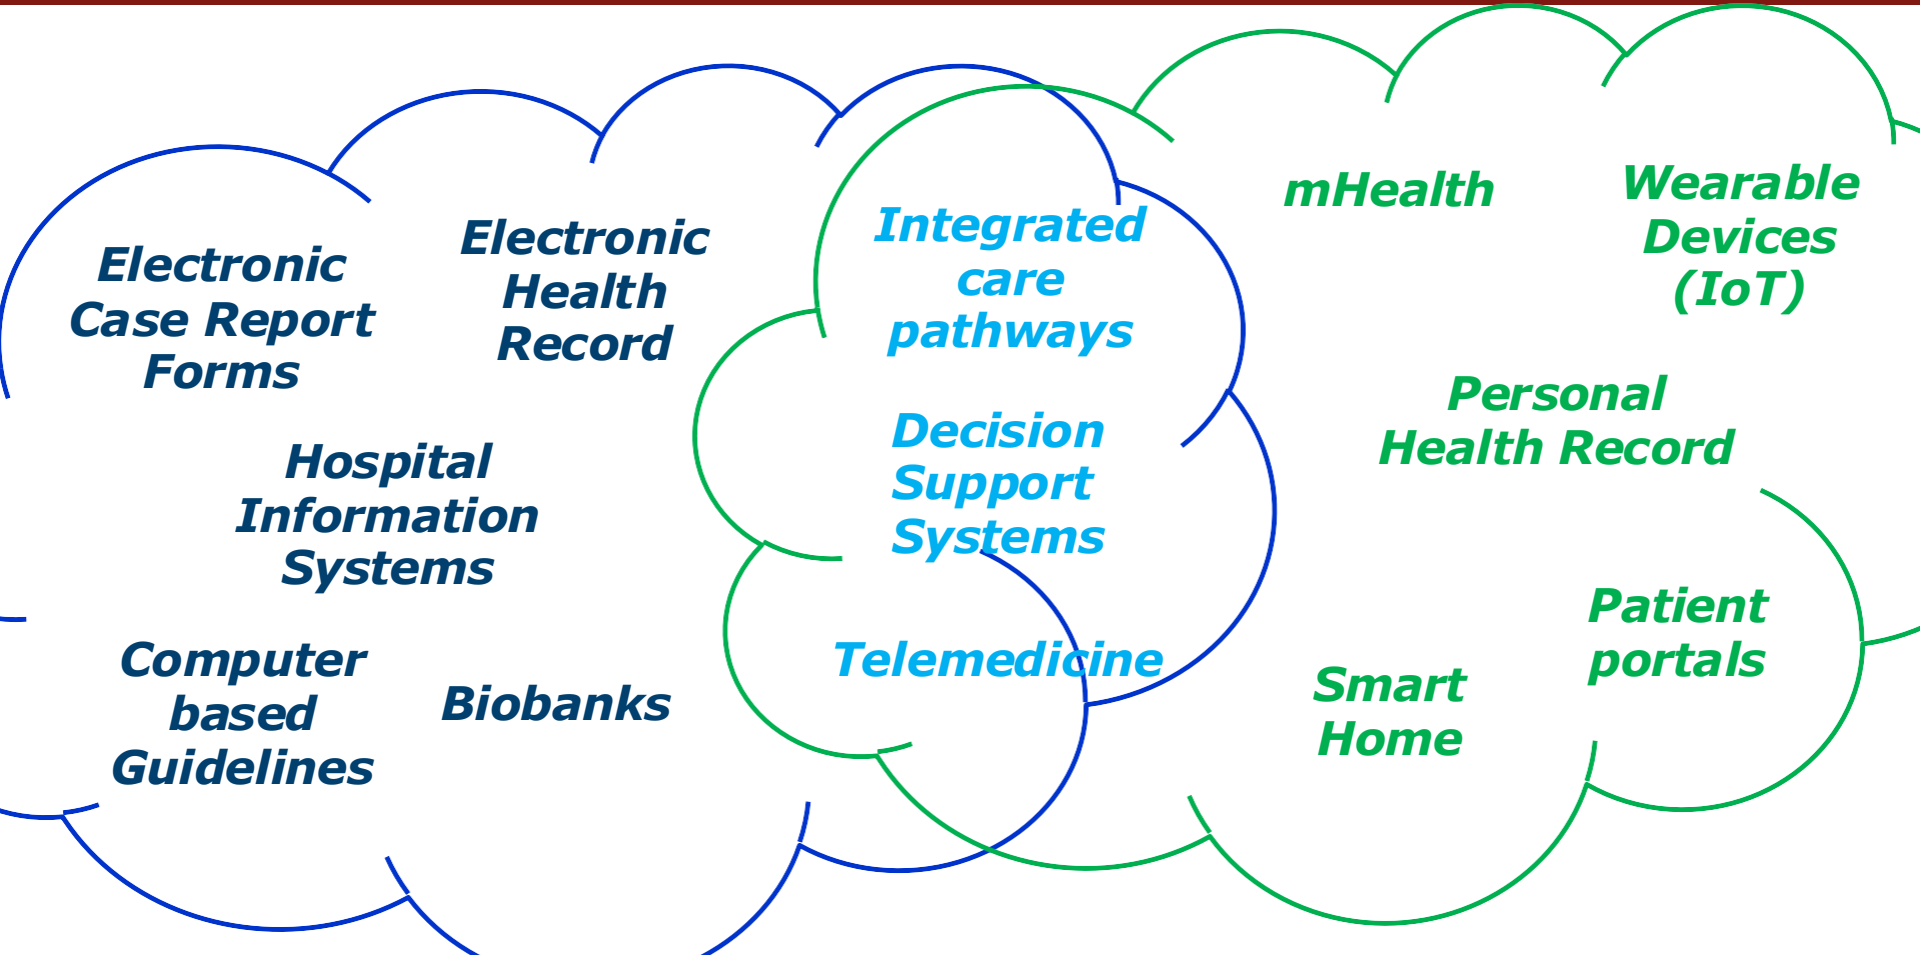 Electronic
Case Report
Forms
Electronic
Health
Record
Hospital
Information
Systems
Computer
based
Guidelines
Biobanks
Integrated
care
pathways
Decision
Support
Systems
Telemedicine
mHealth
Wearable
Devices
(IoT)
Personal
Health Record
Patient
portals
Smart
Home